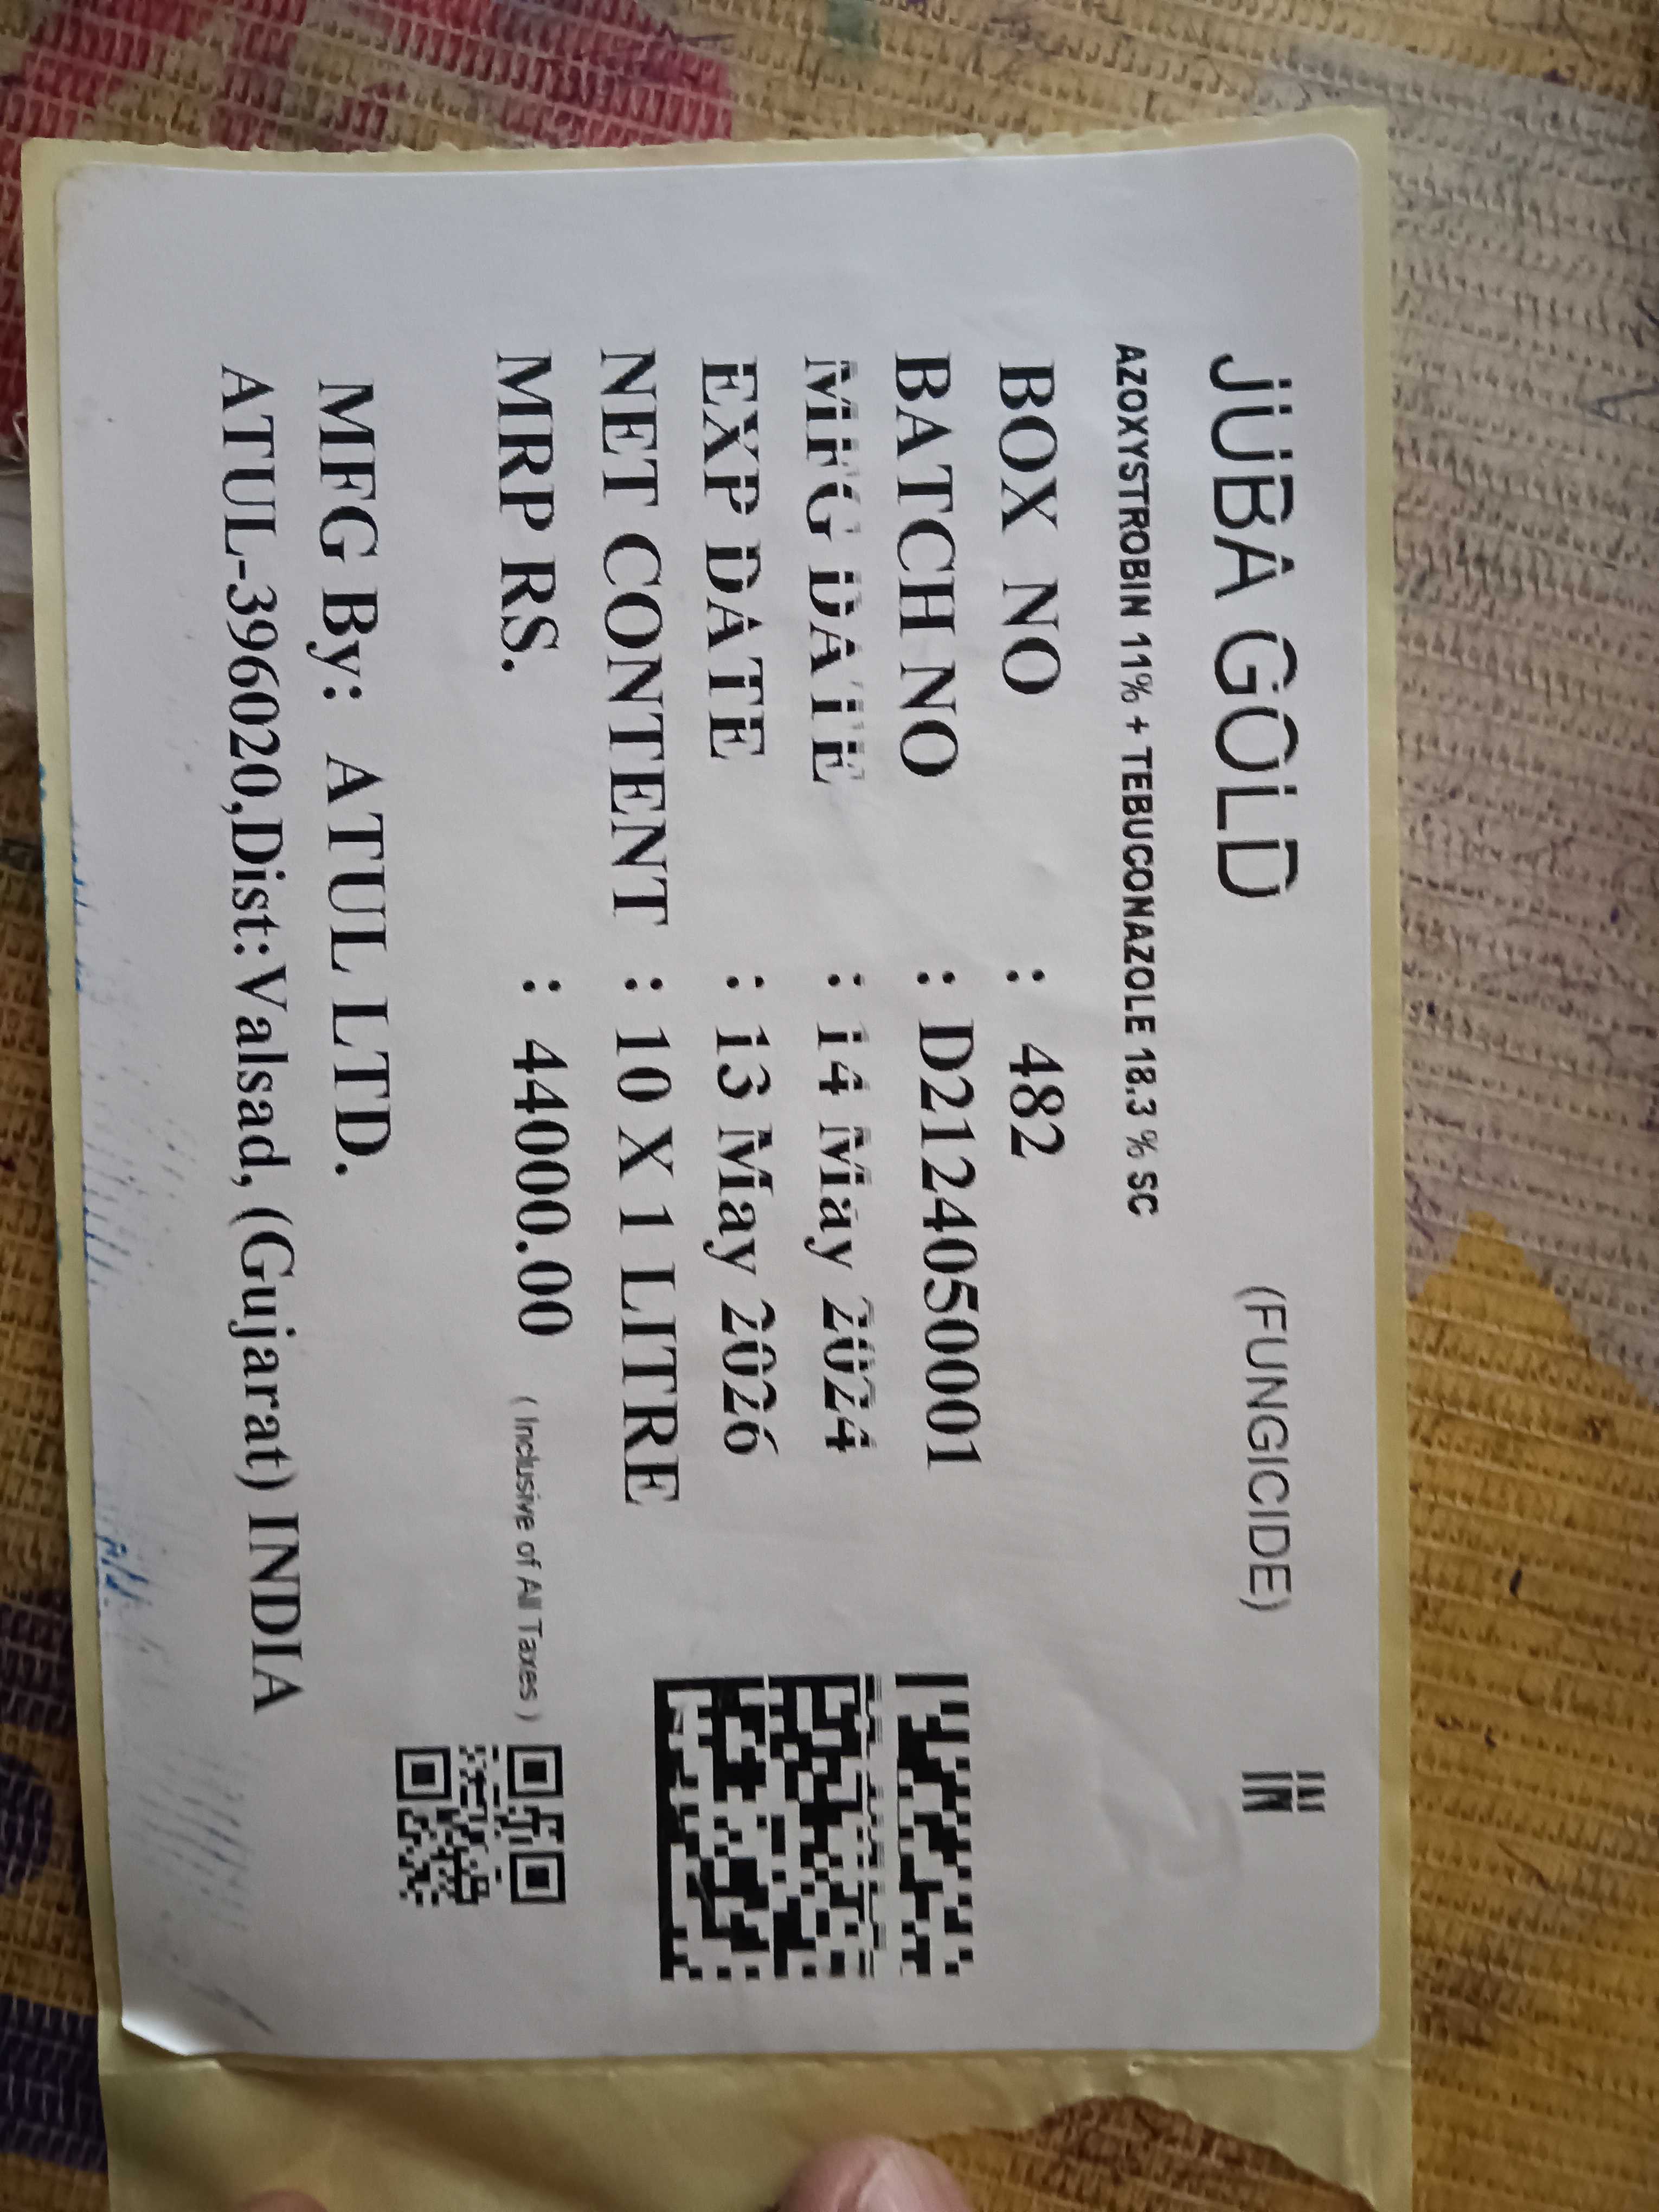 JUBA GOLD (FUNGICIDE) IN
AZOXYSTROBIN 11% + TEBUCONAZOLE 18.3 % SC
BOX NO : 482
BATCH NO : D2124050001
MFG DATE : 14 May 2024
EXP DATE : 13 May 2026
NET CONTENT : 10 X 1 LITRE
MRP RS. : 44000.00 ( Inclusive of All Taxes )
MFG By: ATUL LTD.
ATUL-396020,Dist:Valsad, (Gujarat) INDIA